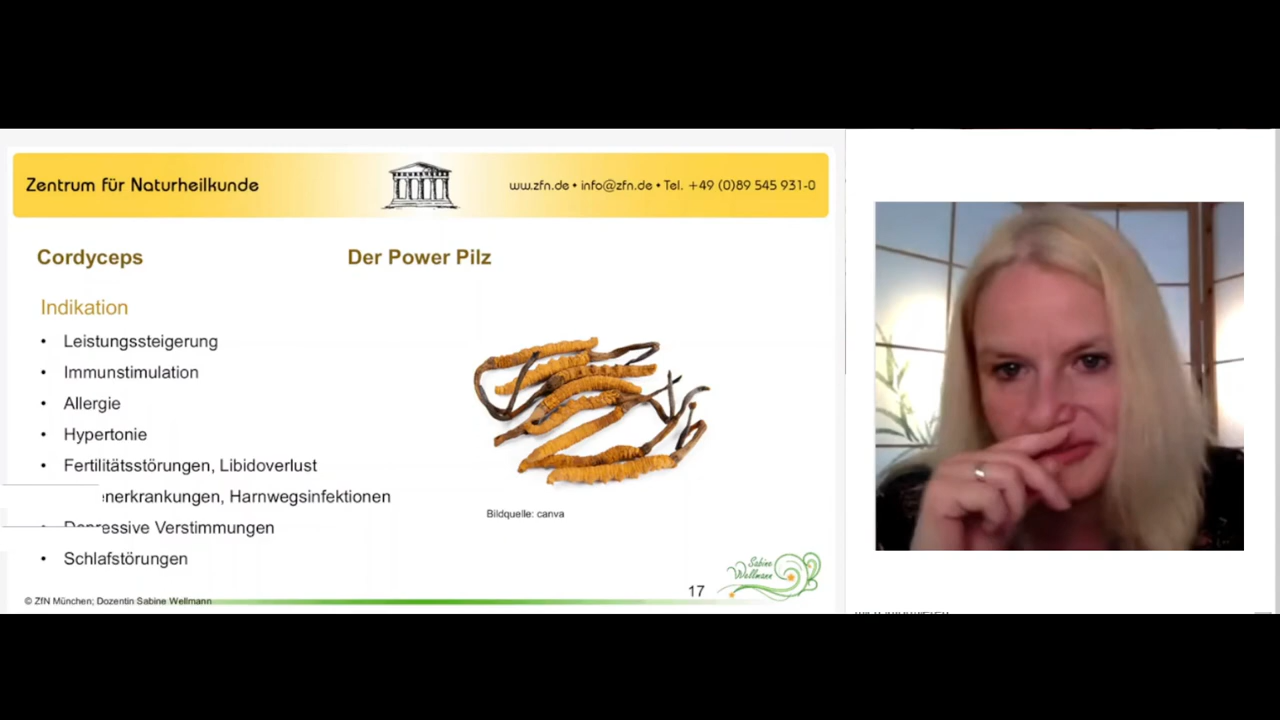 Zentrum für Naturheilkunde
www.zfn.de • info@zfn.de • Tel. +49 (0)89 545 931-0
Cordyceps
Der Power Pilz
Indikation
• Leistungssteigerung
• Immunstimulation
• Allergie
• Hypertonie
• Fertilitätsstörungen, Libidoverlust
enerkrankungen, Harnwegsinfektionen
• Depressive Verstimmungen
• Schlafstörungen
Bildquelle: canva
Sabine
Wellmann
17
© ZfN München; Dozentin Sabine Wellmann